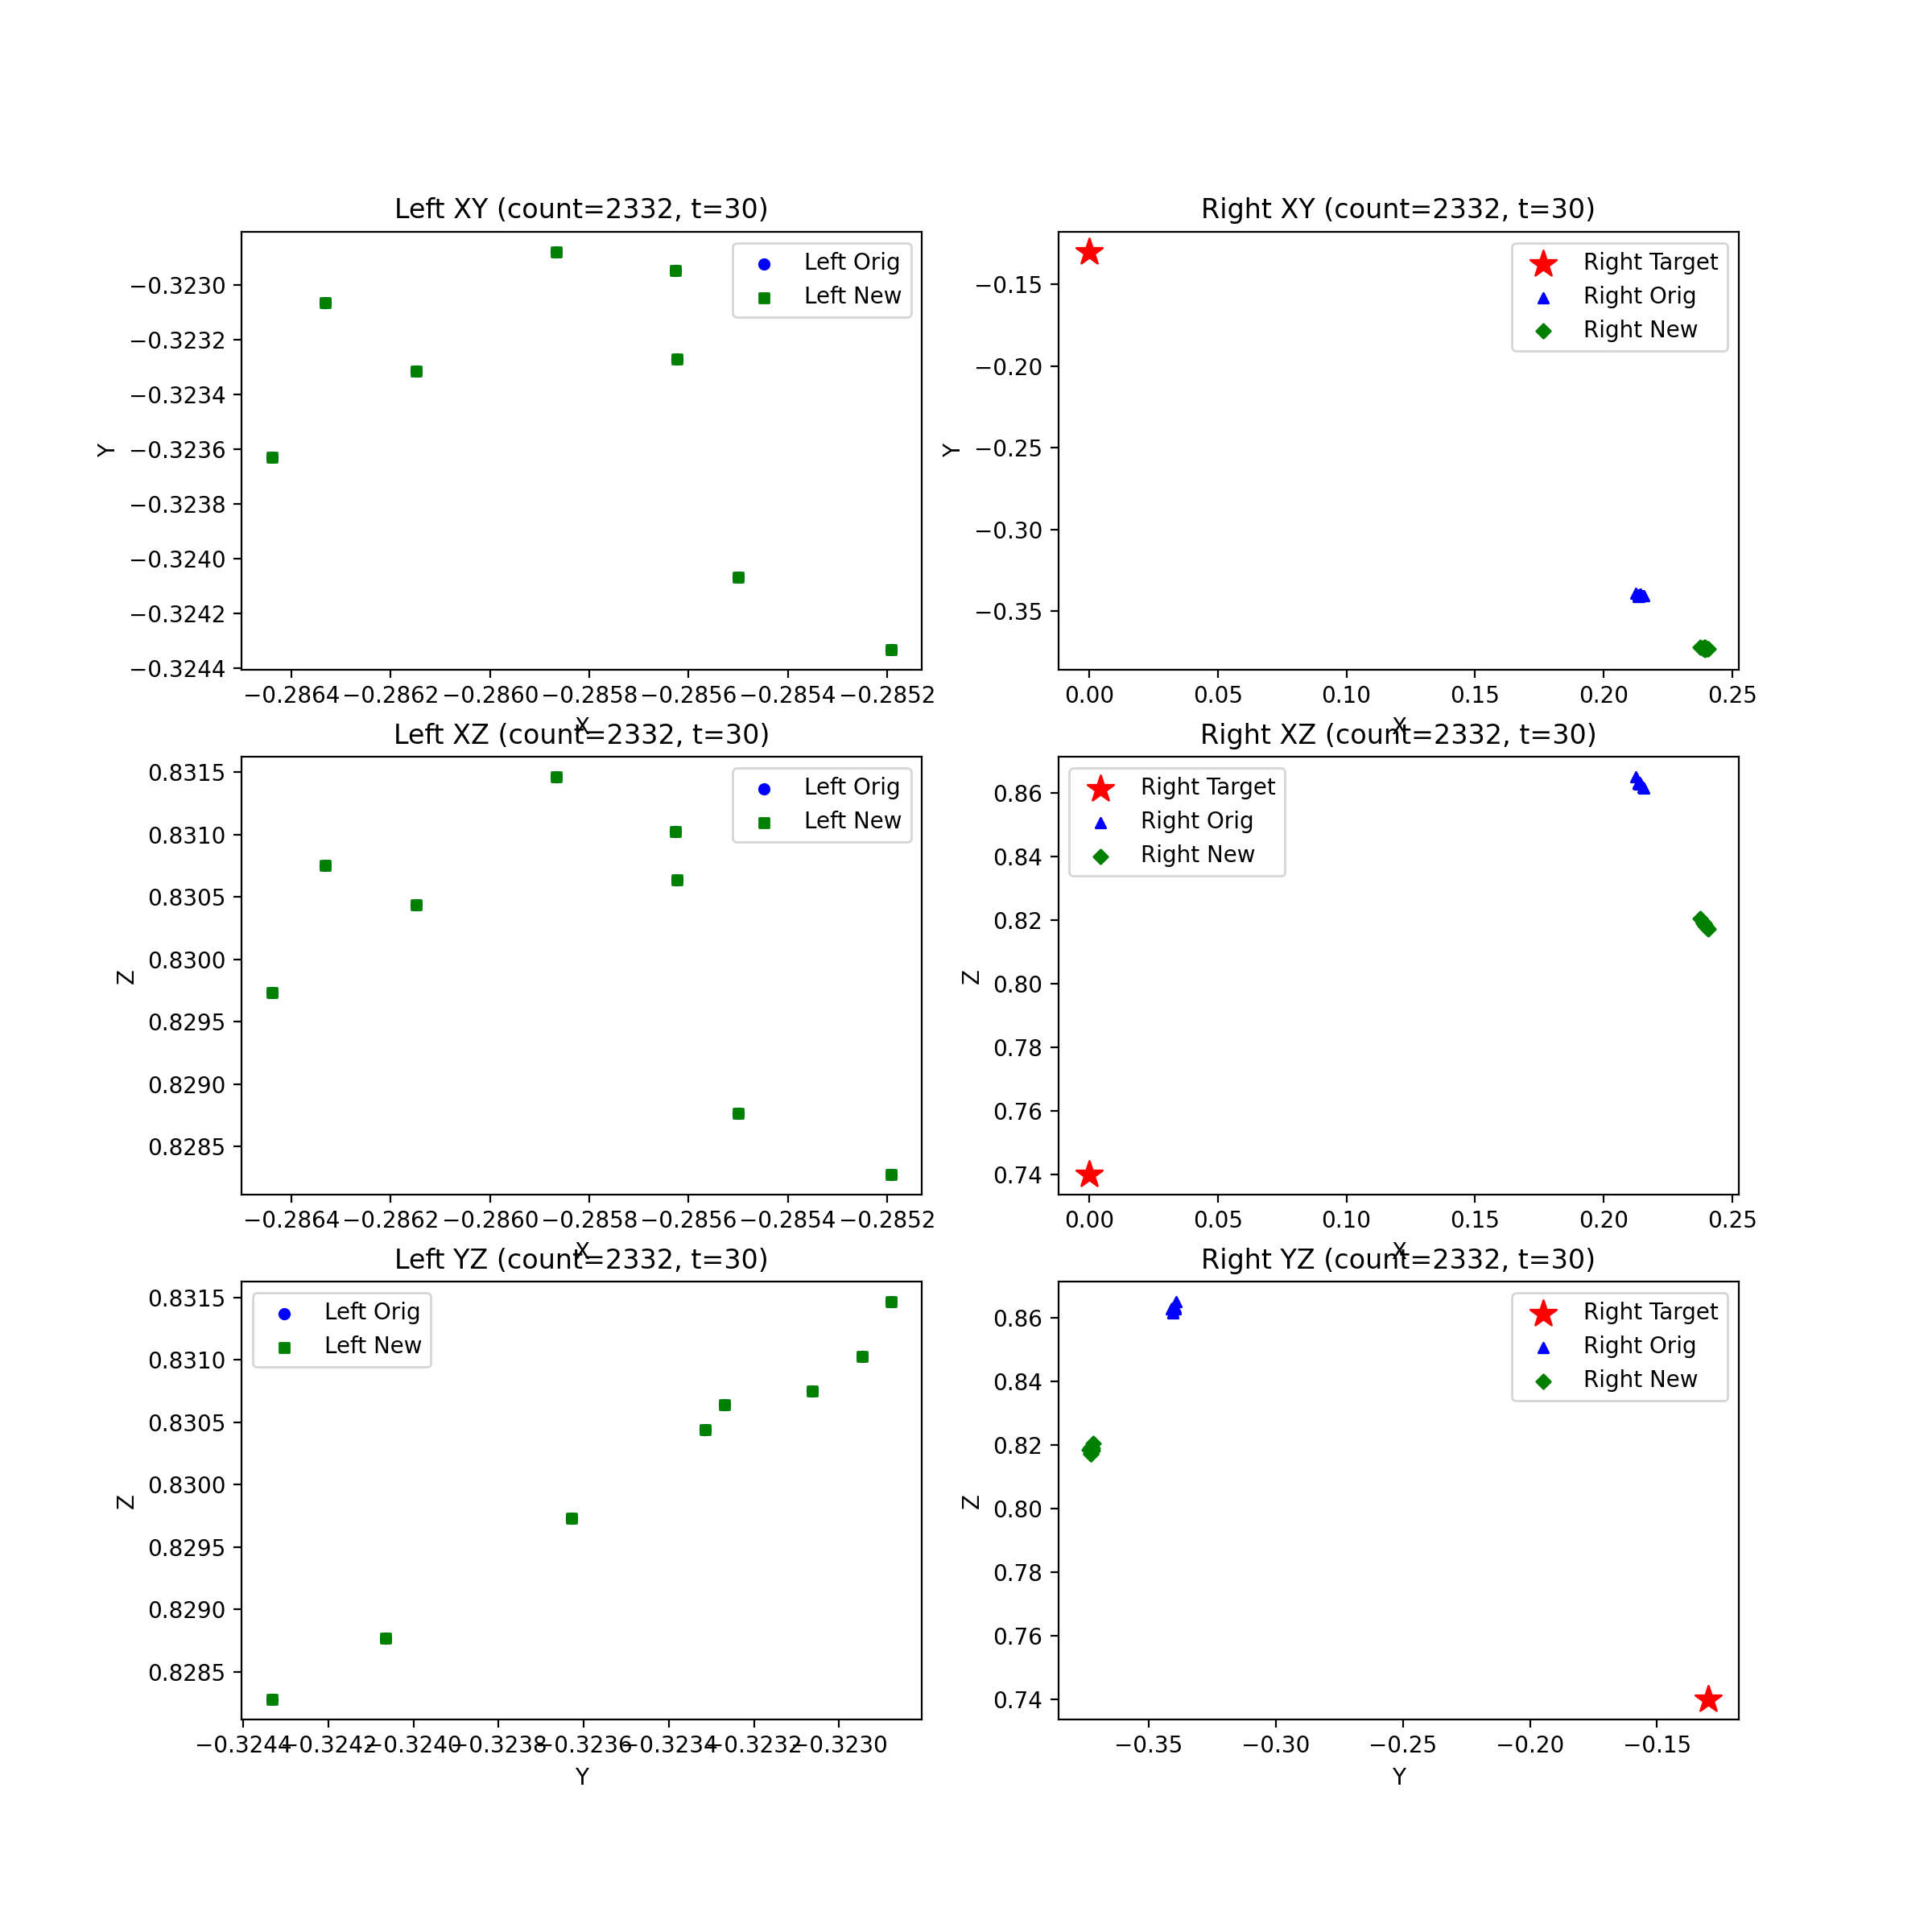 Left XY (count=2332, t=30)
Right XY (count=2332, t=30)
Left Orig
Left New
Right Target
Right Orig
Right New
−0.3230
−0.3232
−0.3234
−0.3236
−0.3238
−0.3240
−0.3242
−0.3244
Y
−0.15
−0.20
−0.25
−0.30
−0.35
Y
−0.2864 −0.2862 −0.2860 −0.2858 −0.2856 −0.2854 −0.2852
X
0.00 0.05 0.10 0.15 0.20 0.25
X
Left XZ (count=2332, t=30)
Right XZ (count=2332, t=30)
Left Orig
Left New
Right Target
Right Orig
Right New
0.8315
0.8310
0.8305
0.8300
0.8295
0.8290
0.8285
Z
0.86
0.84
0.82
0.80
0.78
0.76
0.74
Z
−0.2864 −0.2862 −0.2860 −0.2858 −0.2856 −0.2854 −0.2852
X
0.00 0.05 0.10 0.15 0.20 0.25
X
Left YZ (count=2332, t=30)
Right YZ (count=2332, t=30)
Left Orig
Left New
Right Target
Right Orig
Right New
0.8315
0.8310
0.8305
0.8300
0.8295
0.8290
0.8285
Z
0.86
0.84
0.82
0.80
0.78
0.76
0.74
Z
−0.3244 −0.3242 −0.3240 −0.3238 −0.3236 −0.3234 −0.3232 −0.3230
Y
−0.35 −0.30 −0.25 −0.20 −0.15
Y